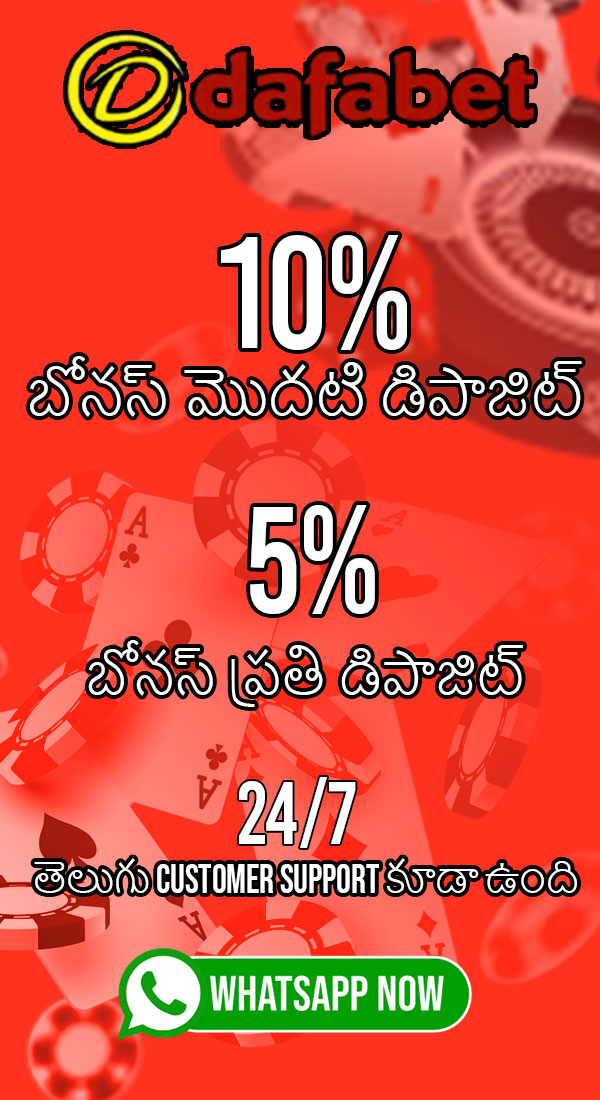 dafabet
10%
బోనస్ మొదటి డిపాజిట్
5%
బోనస్ ప్రతి డిపాజిట్
24/7
తెలుగు CUSTOMER SUPPORT కూడా ఉంది
WHATSAPP NOW